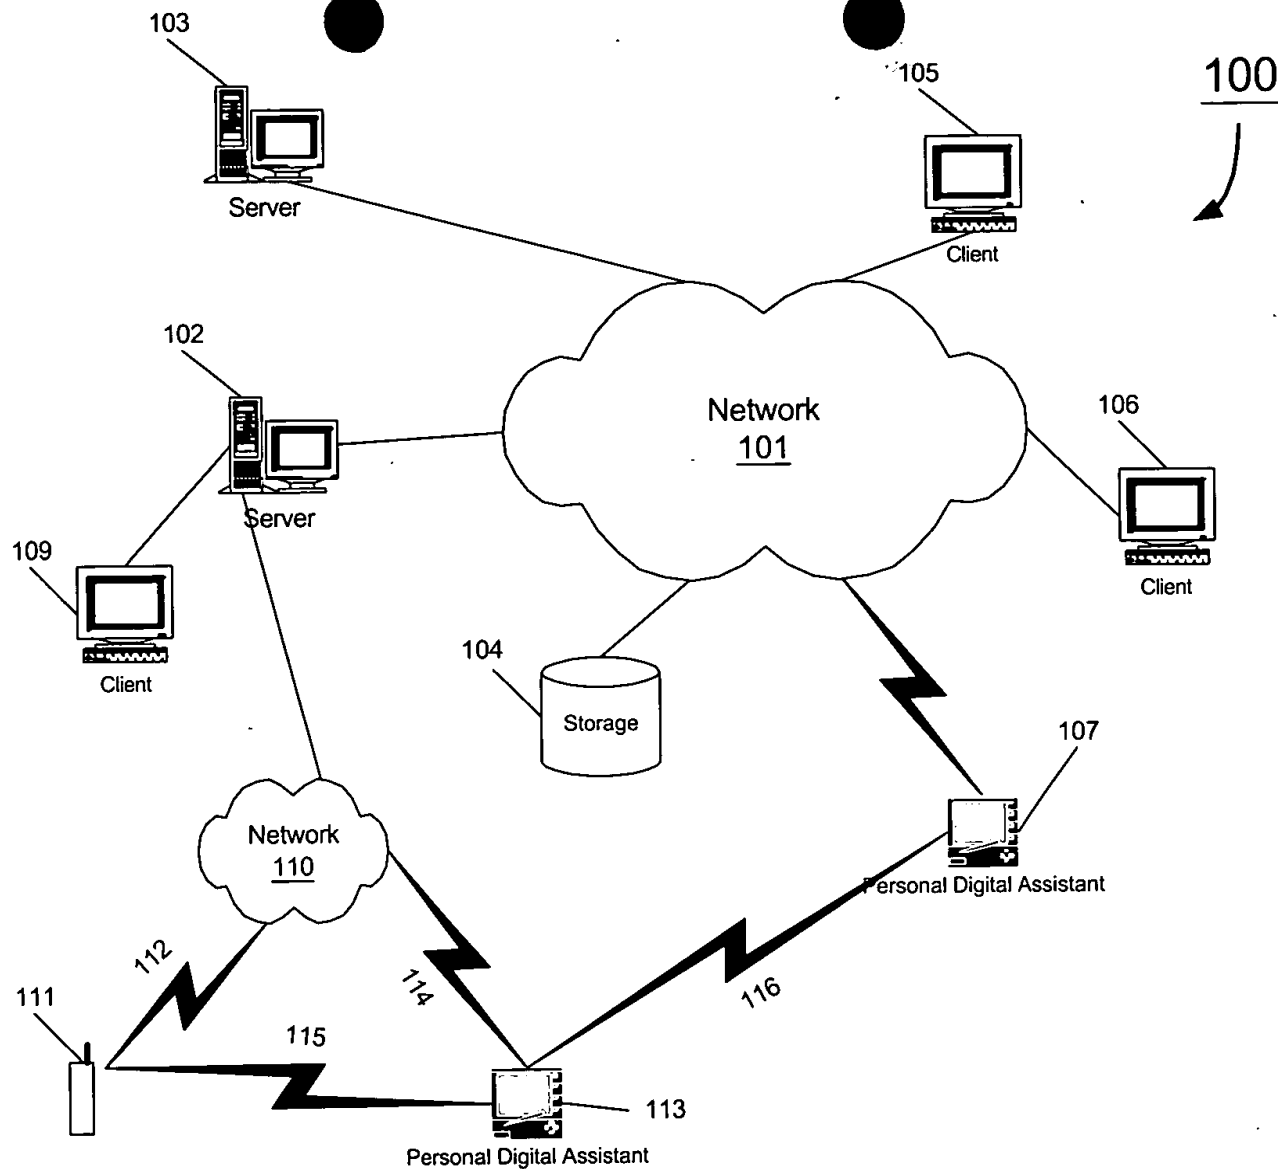 103
105
100
Server
Client
102
Network
101
106
Server
109
Client
Client
104
Storage
107
Network
110
Personal Digital Assistant
112
114
116
111
115
113
Personal Digital Assistant